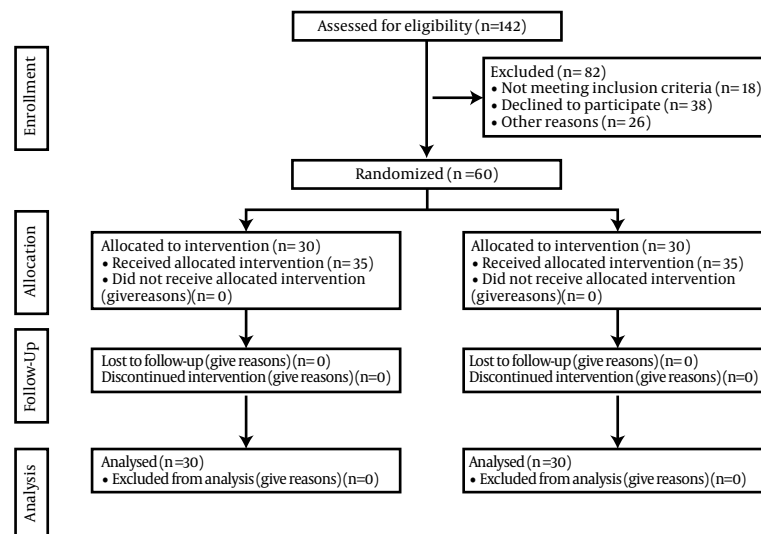 Assessed for eligibility (n=142)
Enrollment
Excluded (n= 82)
• Not meeting inclusion criteria (n= 18)
• Declined to participate (n= 38)
• Other reasons (n= 26)
Randomized (n =60)
Allocation
Allocated to intervention (n= 30)
• Received allocated intervention (n= 35)
• Did not receive allocated intervention
(givereasons)(n= 0)
Allocated to intervention (n= 30)
• Received allocated intervention (n= 35)
• Did not receive allocated intervention
(givereasons)(n= 0)
Follow-Up
Lost to follow-up (give reasons) (n= 0)
Discontinued intervention (give reasons) (n=0)
Lost to follow-up (give reasons) (n= 0)
Discontinued intervention (give reasons) (n=0)
Analysis
Analysed (n =30)
• Excluded from analysis (give reasons) (n=0)
Analysed (n =30)
• Excluded from analysis (give reasons) (n=0)